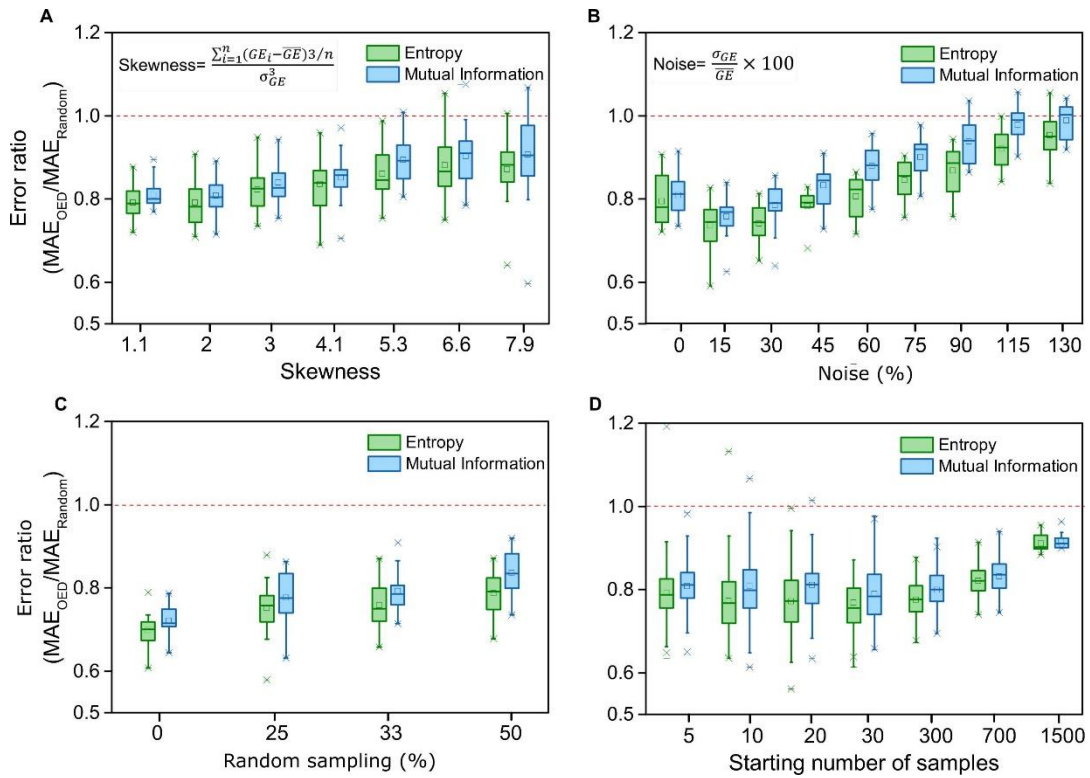 A
B
1.2
1.0
0.8
0.6
0.5
Skewness= \frac{\sum_{i=1}^{n}(GE_i-\overline{GE})3/n}{\sigma_{GE}^{3}}
Entropy
Mutual Information
Error ratio
(MAE_OED/MAE_Random)
1.1 2 3 4.1 5.3 6.6 7.9
Skewness
1.2
1.0
0.8
0.6
0.5
Noise= \frac{\sigma_{GE}}{\overline{GE}} × 100
Entropy
Mutual Information
0 15 30 45 60 75 90 115 130
Noise (%)
C
D
1.2
1.0
0.8
0.6
0.5
Entropy
Mutual Information
Error ratio
(MAE_OED/MAE_Random)
0 25 33 50
Random sampling (%)
1.2
1.0
0.8
0.6
0.5
Entropy
Mutual Information
5 10 20 30 300 700 1500
Starting number of samples